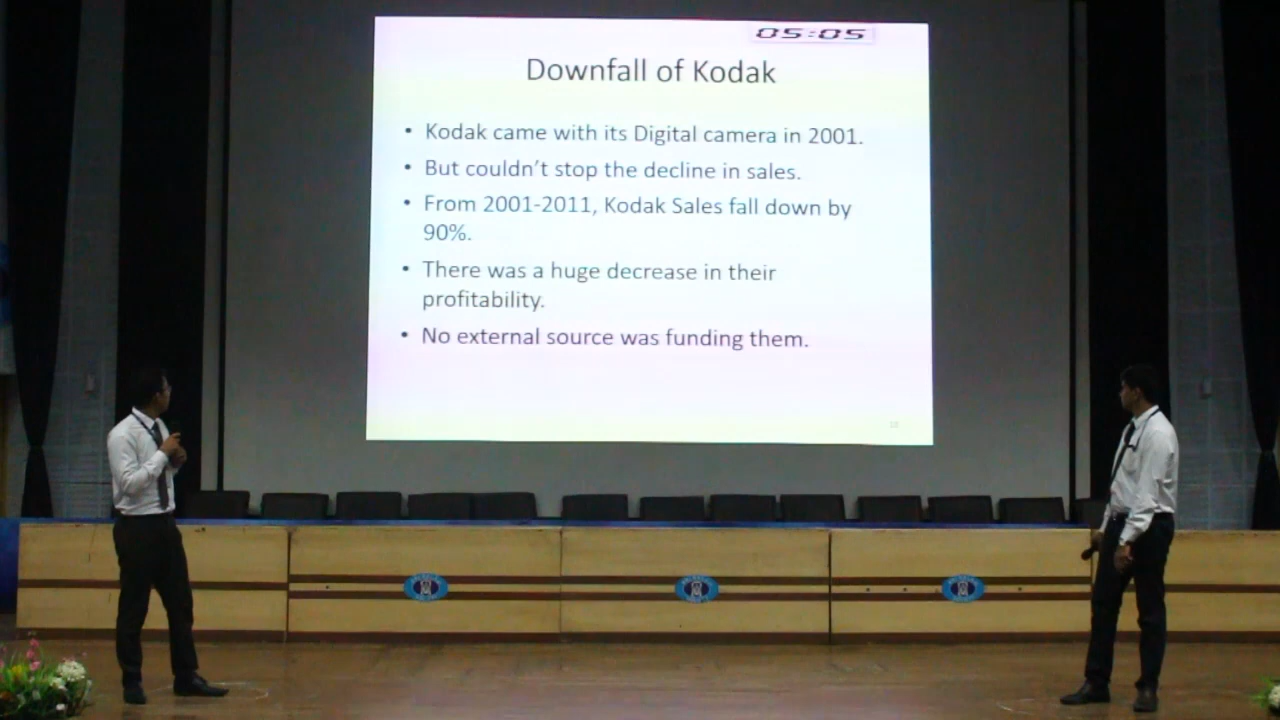 05:05
Downfall of Kodak
• Kodak came with its Digital camera in 2001.
• But couldn't stop the decline in sales.
• From 2001-2011, Kodak Sales fall down by
90%.
• There was a huge decrease in their
profitability.
• No external source was funding them.